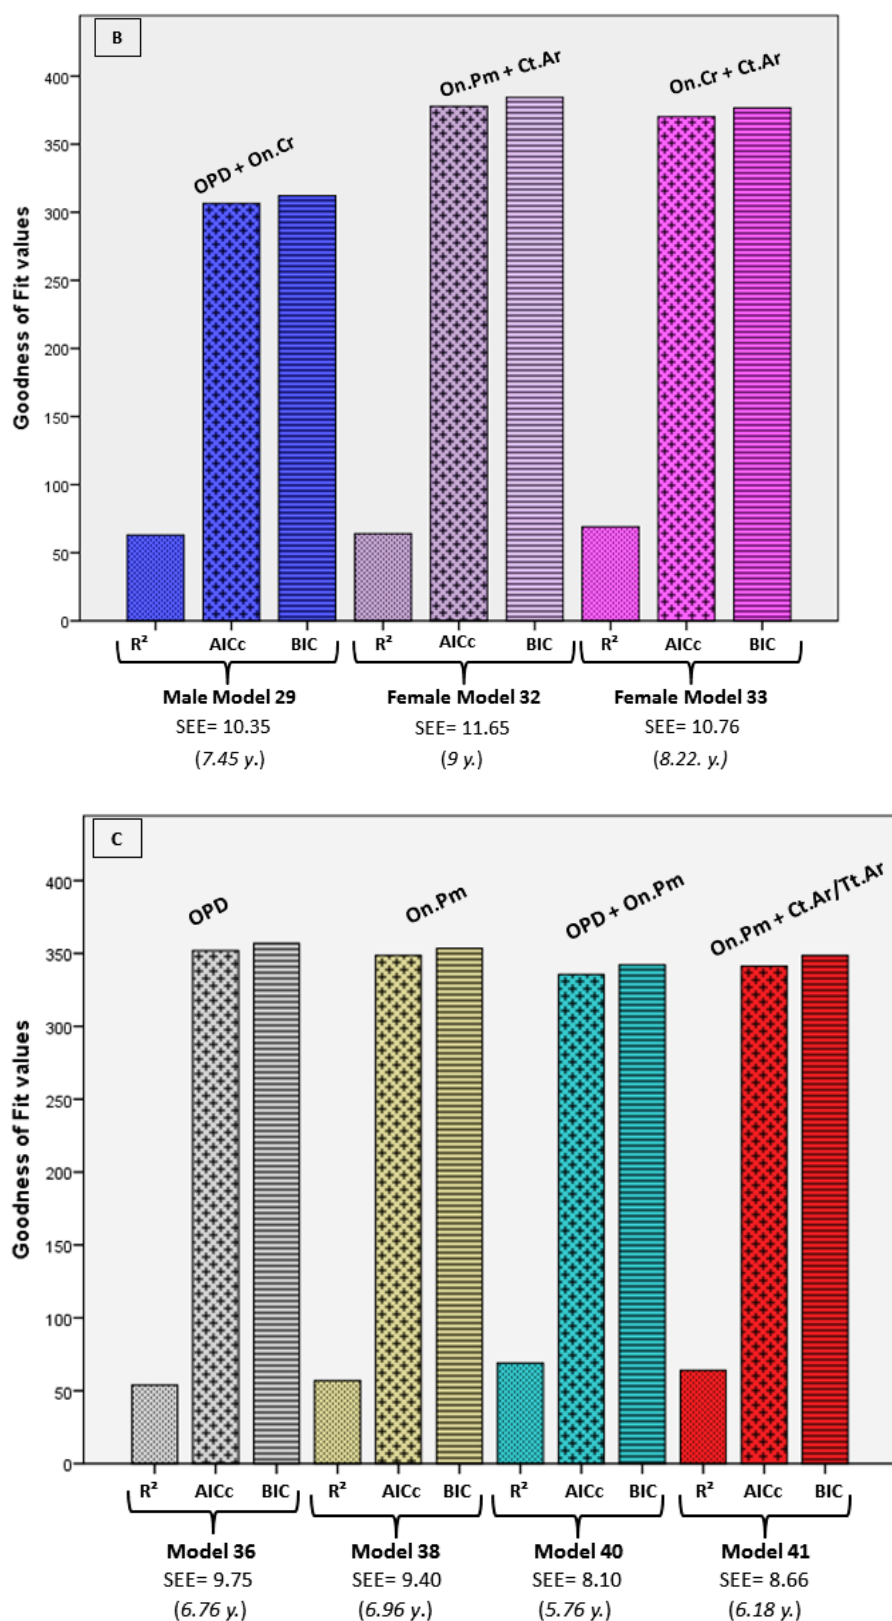 B
Goodness of Fit values
400
350
300
250
200
150
100
50
0
OPD + On.Cr
On.Pm + Ct.Ar
On.Cr + Ct.Ar
R² AICc BIC R² AICc BIC R² AICc BIC
Male Model 29 Female Model 32 Female Model 33
SEE= 10.35 SEE= 11.65 SEE= 10.76
(7.45 y.) (9 y.) (8.22. y.)
C
Goodness of Fit values
400
350
300
250
200
150
100
50
0
OPD
On.Pm
OPD + On.Pm
On.Pm + Ct.Ar/Tt.Ar
R² AICc BIC R² AICc BIC R² AICc BIC R² AICc BIC
Model 36 Model 38 Model 40 Model 41
SEE= 9.75 SEE= 9.40 SEE= 8.10 SEE= 8.66
(6.76 y.) (6.96 y.) (5.76 y.) (6.18 y.)